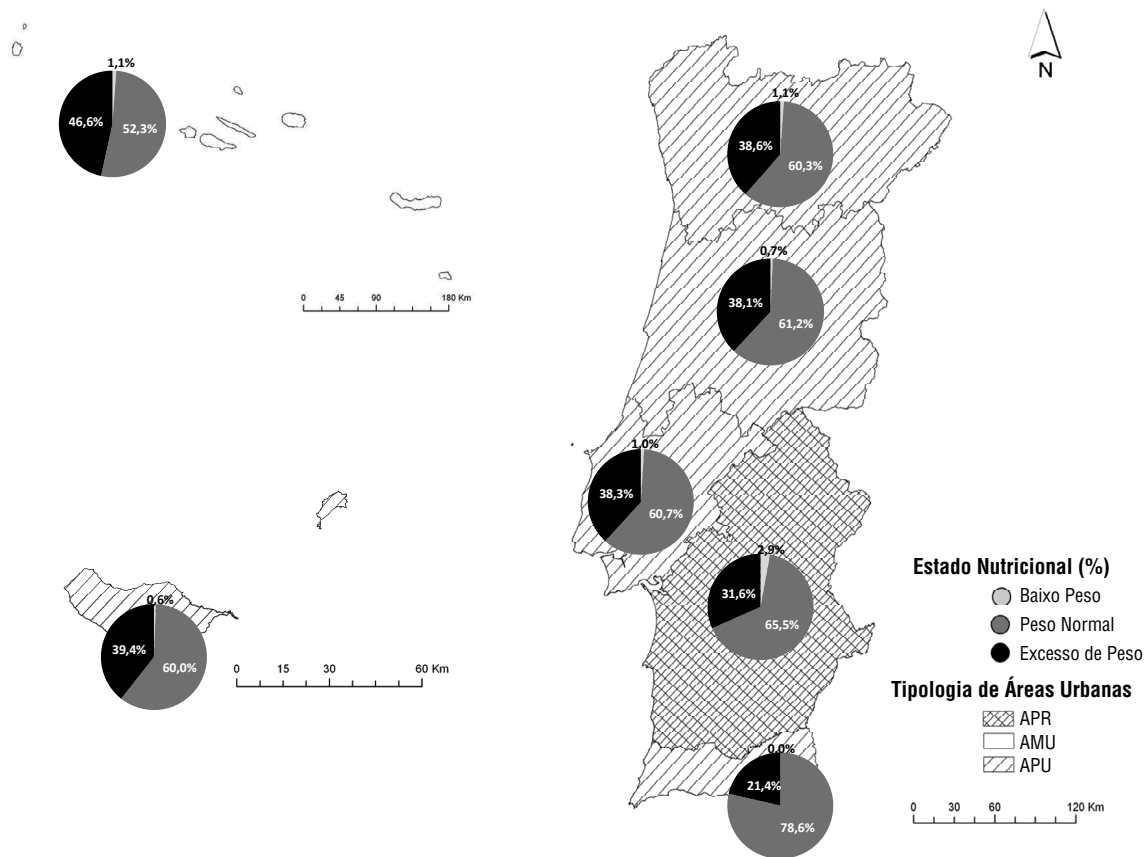 1,1%
46,6%
52,3%
0 45 90 180 Km
N
1,1%
38,6%
60,3%
0,7%
38,1%
61,2%
1,0%
38,3%
60,7%
2,9%
31,6%
65,5%
0,0%
21,4%
78,6%
0,6%
39,4%
60,0%
0 15 30 60 Km
Estado Nutricional (%)
Baixo Peso
Peso Normal
Excesso de Peso
Tipologia de Áreas Urbanas
APR
AMU
APU
0 30 60 120 Km